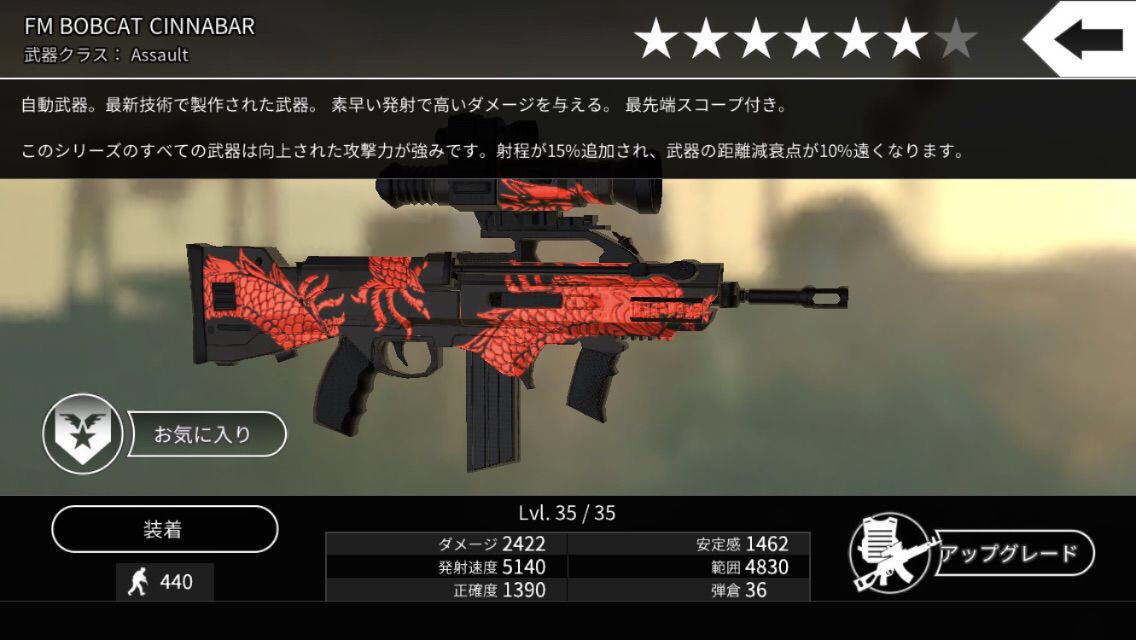 FM BOBCAT CINNABAR
武器クラス： Assault
自動武器。最新技術で製作された武器。 素早い発射で高いダメージを与える。 最先端スコープ付き。
このシリーズのすべての武器は向上された攻撃力が強みです。射程が15%追加され、武器の距離減衰点が10%遠くなります。
お気に入り
装着
440
Lvl. 35 / 35
ダメージ 2422
安定感 1462
発射速度 5140
範囲 4830
正確度 1390
弾倉 36
アップグレード